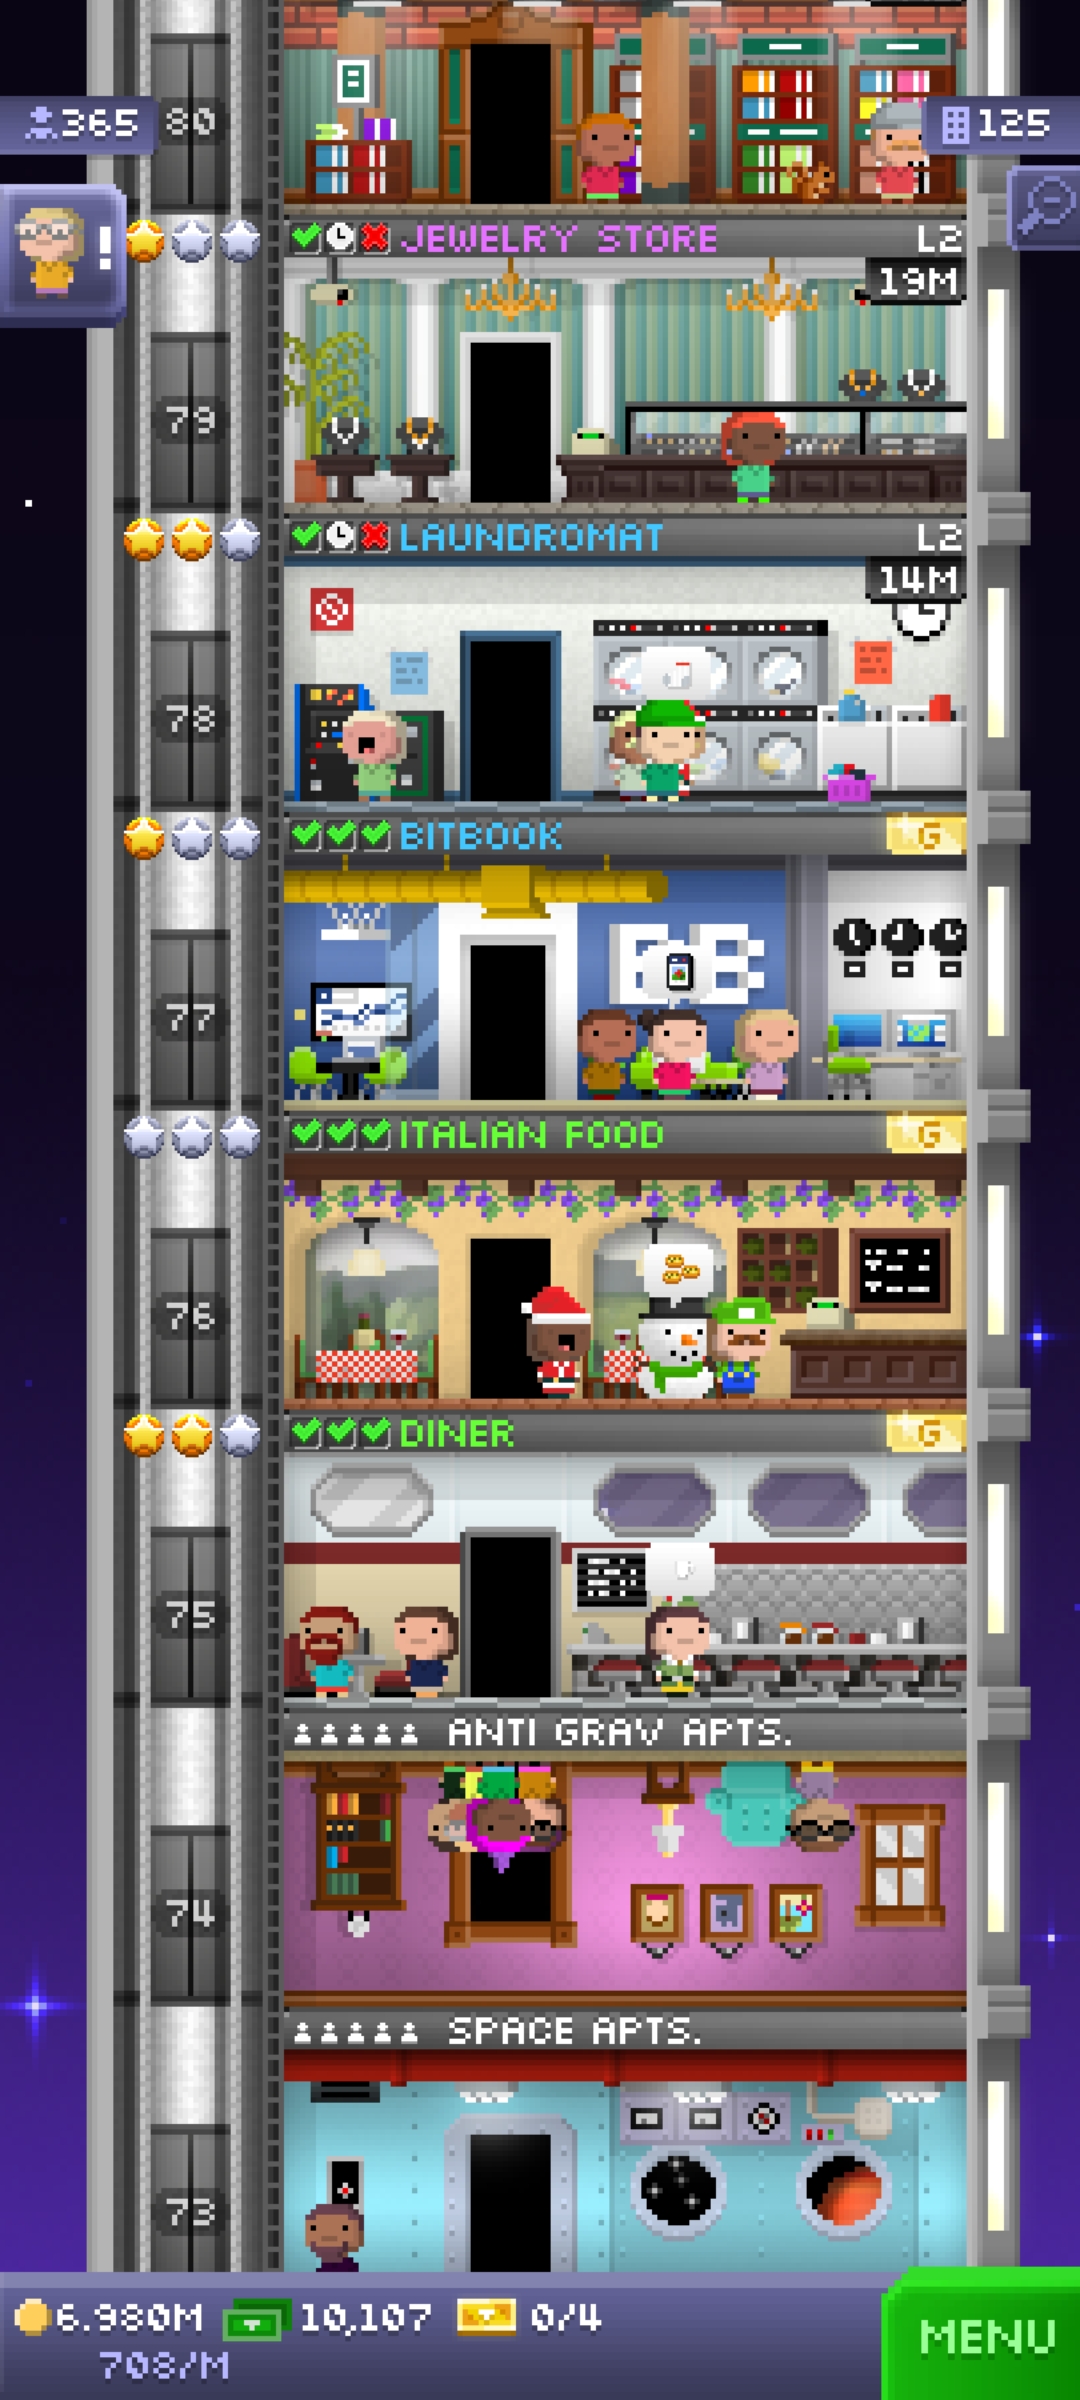 365
80
125
!
JEWELRY STORE
L2
19M
79
LAUNDROMAT
L2
14M
78
BITBOOK
G
BB
77
ITALIAN FOOD
G
76
DINER
G
75
ANTI GRAV APTS.
74
SPACE APTS.
73
6.980M
10,107
0/4
708/M
MENU